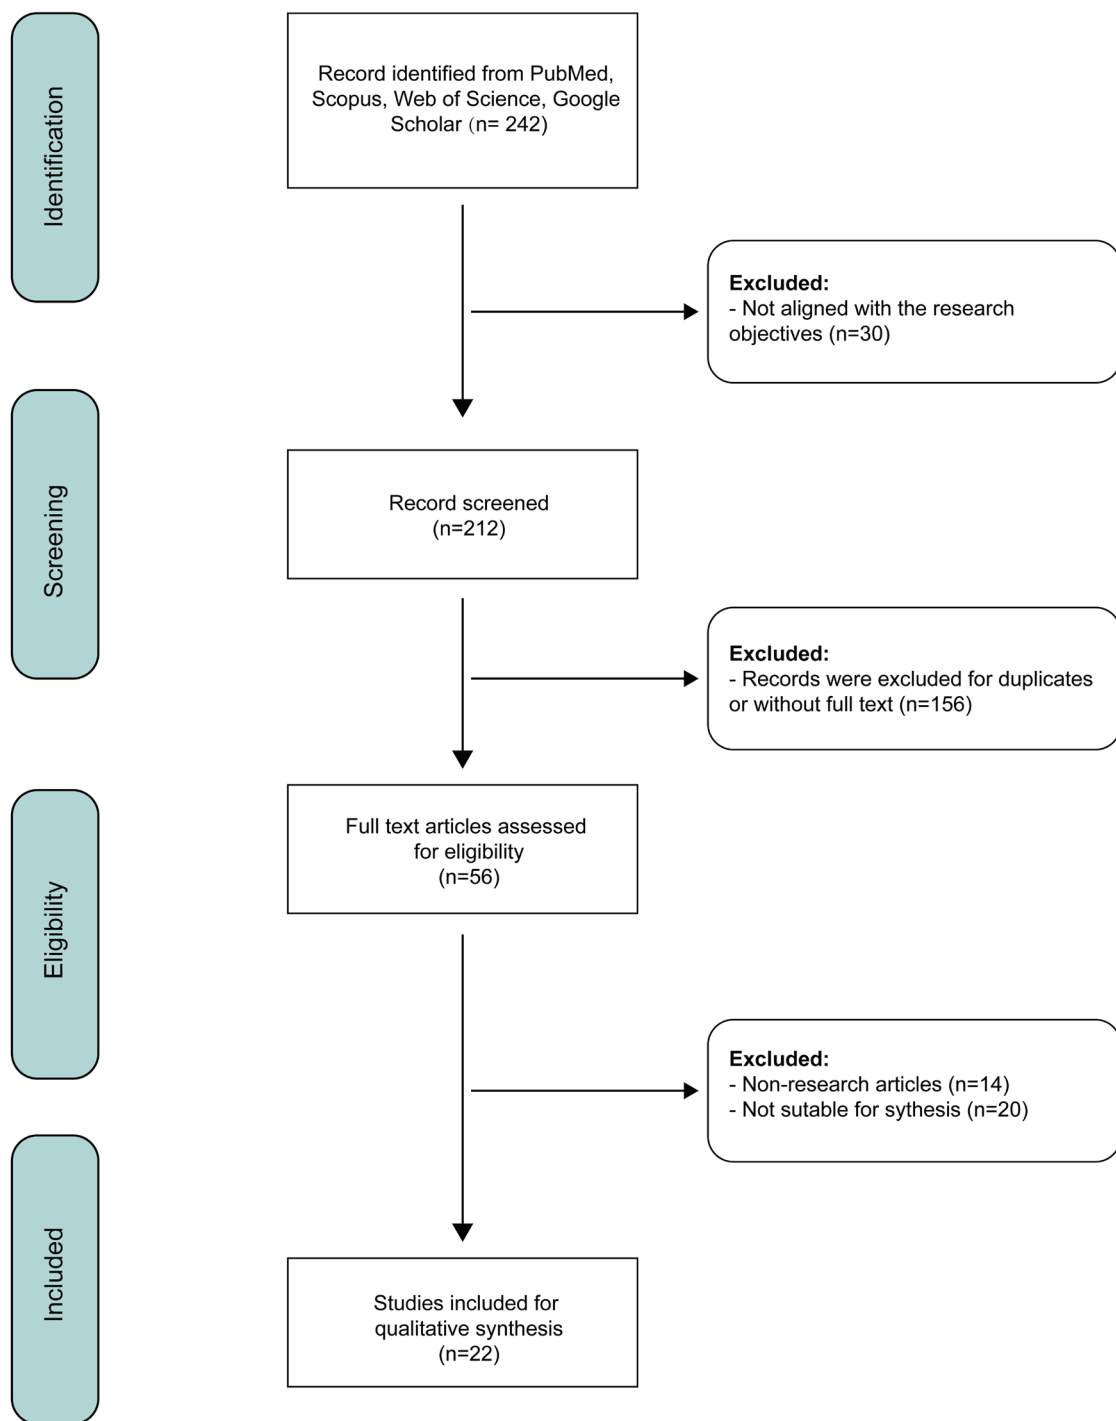 Identification
Record identified from PubMed,
Scopus, Web of Science, Google
Scholar (n= 242)
Excluded:
- Not aligned with the research
objectives (n=30)
Screening
Record screened
(n=212)
Excluded:
- Records were excluded for duplicates
or without full text (n=156)
Eligibility
Full text articles assessed
for eligibility
(n=56)
Excluded:
- Non-research articles (n=14)
- Not sutable for sythesis (n=20)
Included
Studies included for
qualitative synthesis
(n=22)